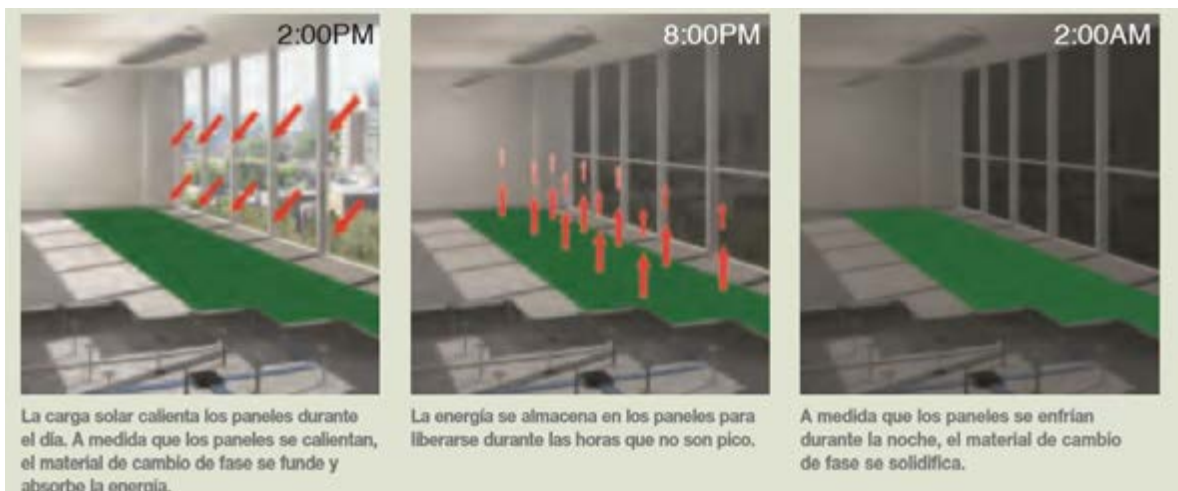 2:00PM
8:00PM
2:00AM
La carga solar calienta los paneles durante
el día. A medida que los paneles se calientan,
el material de cambio de fase se funde y
absorbe la energía.
La energía se almacena en los paneles para
liberarse durante las horas que no son pico.
A medida que los paneles se enfrían
durante la noche, el material de cambio
de fase se solidifica.